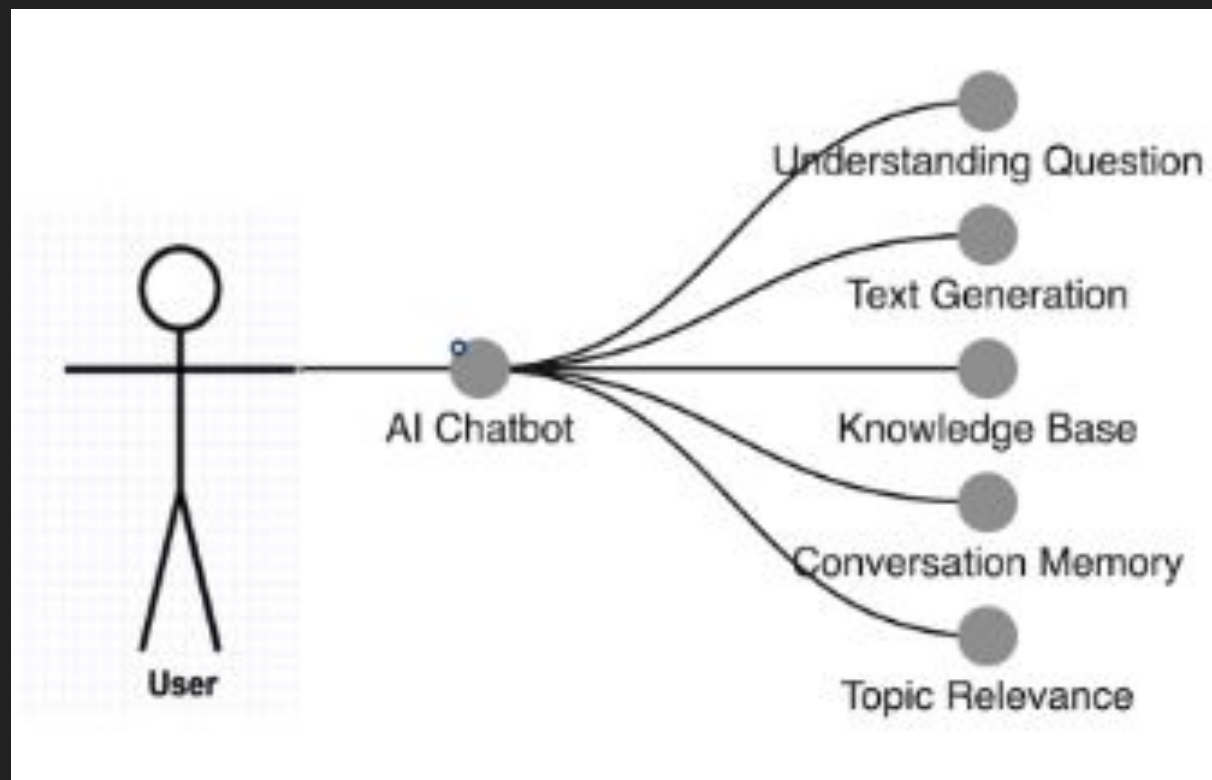 Understanding Question
Text Generation
AI Chatbot
Knowledge Base
Conversation Memory
User
Topic Relevance